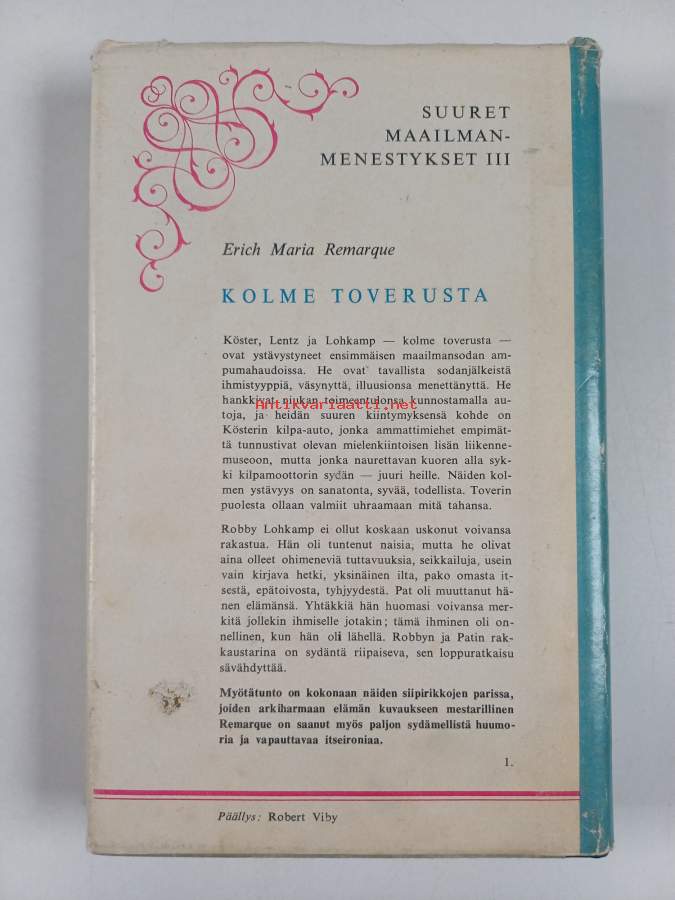 SUURET
MAAILMAN-
MENESTYKSET III
Erich Maria Remarque
KOLME TOVERUSTA
Köster, Lentz ja Lohkamp — kolme toverusta —
ovat ystävystyneet ensimmäisen maailmansodan am-
pumahaudoissa. He ovat tavallista sodanjälkeistä
ihmistyyppiä, väsynyttä, illuusionsa menettänyttä. He
hankkivat niukan toimeentulonsa kunnostamalla au-
Antikvariaatti.net
toja, ja heidän suuren kiintymyksensä kohde on
Kösterin kilpa-auto, jonka ammattimiehet empimät-
tä tunnustivat olevan mielenkiintoisen lisän liikenne-
museoon, mutta jonka naurettavan kuoren alla syk-
ki kilpamoottorin sydän — juuri heille. Näiden kol-
men ystävyys on sanatonta, syvää, todellista. Toverin
puolesta ollaan valmiit uhraamaan mitä tahansa.
Robby Lohkamp ei ollut koskaan uskonut voivansa
rakastua. Hän oli tuntenut naisia, mutta he olivat
aina olleet ohimeneviä tuttavuuksia, seikkailuja, usein
vain kirjava hetki, yksinäinen ilta, pako omasta it-
sestä, epätoivosta, tyhjyydestä. Pat oli muuttanut hä-
nen elämänsä. Yhtäkkiä hän huomasi voivansa mer-
kitä jollekin ihmiselle jotakin; tämä ihminen oli on-
nellinen, kun hän oli lähellä. Robbyn ja Patin rak-
kaustarina on sydäntä riipaiseva, sen loppuratkaisu
sävähdyttää.
Myötätunto on kokonaan näiden siipirikkojen parissa,
joiden arkiharmaan elämän kuvaukseen mestarillinen
Remarque on saanut myös paljon sydämellistä huumo-
ria ja vapauttavaa itseironiaa.
1.
Päällys: Robert Viby